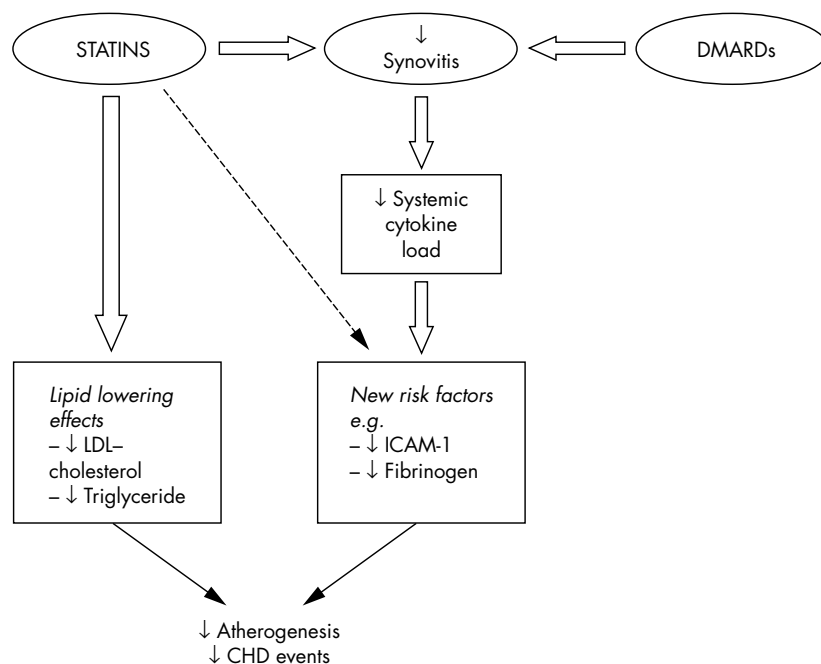 STATINS
↓
Synovitis
DMARDs
↓ Systemic
cytokine
load
Lipid lowering
effects
– ↓ LDL–
cholesterol
– ↓ Triglyceride
New risk factors
e.g.
– ↓ ICAM-1
– ↓ Fibrinogen
↓ Atherogenesis
↓ CHD events